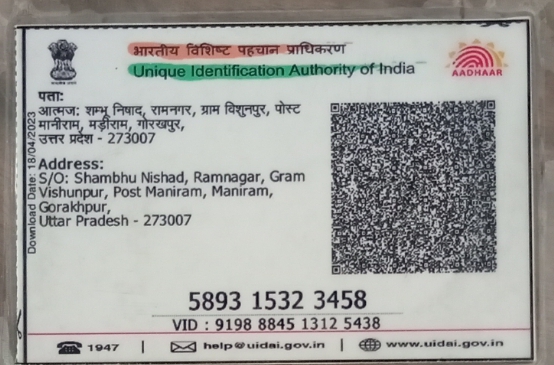 भारतीय विशिष्ट पहचान प्राधिकरण
Unique Identification Authority of India
AADHAAR
पता:
आत्मज: शम्भू निषाद, रामनगर, ग्राम विशुनपुर, पोस्ट
मानीराम, मड़ीराम, गोरखपुर,
उत्तर प्रदेश - 273007
Address:
S/O: Shambhu Nishad, Ramnagar, Gram
Vishunpur, Post Maniram, Maniram,
Gorakhpur,
Uttar Pradesh - 273007
Download Date: 18/04/2023
5893 1532 3458
VID : 9198 8845 1312 5438
1947 | help@uidai.gov.in | www.uidai.gov.in